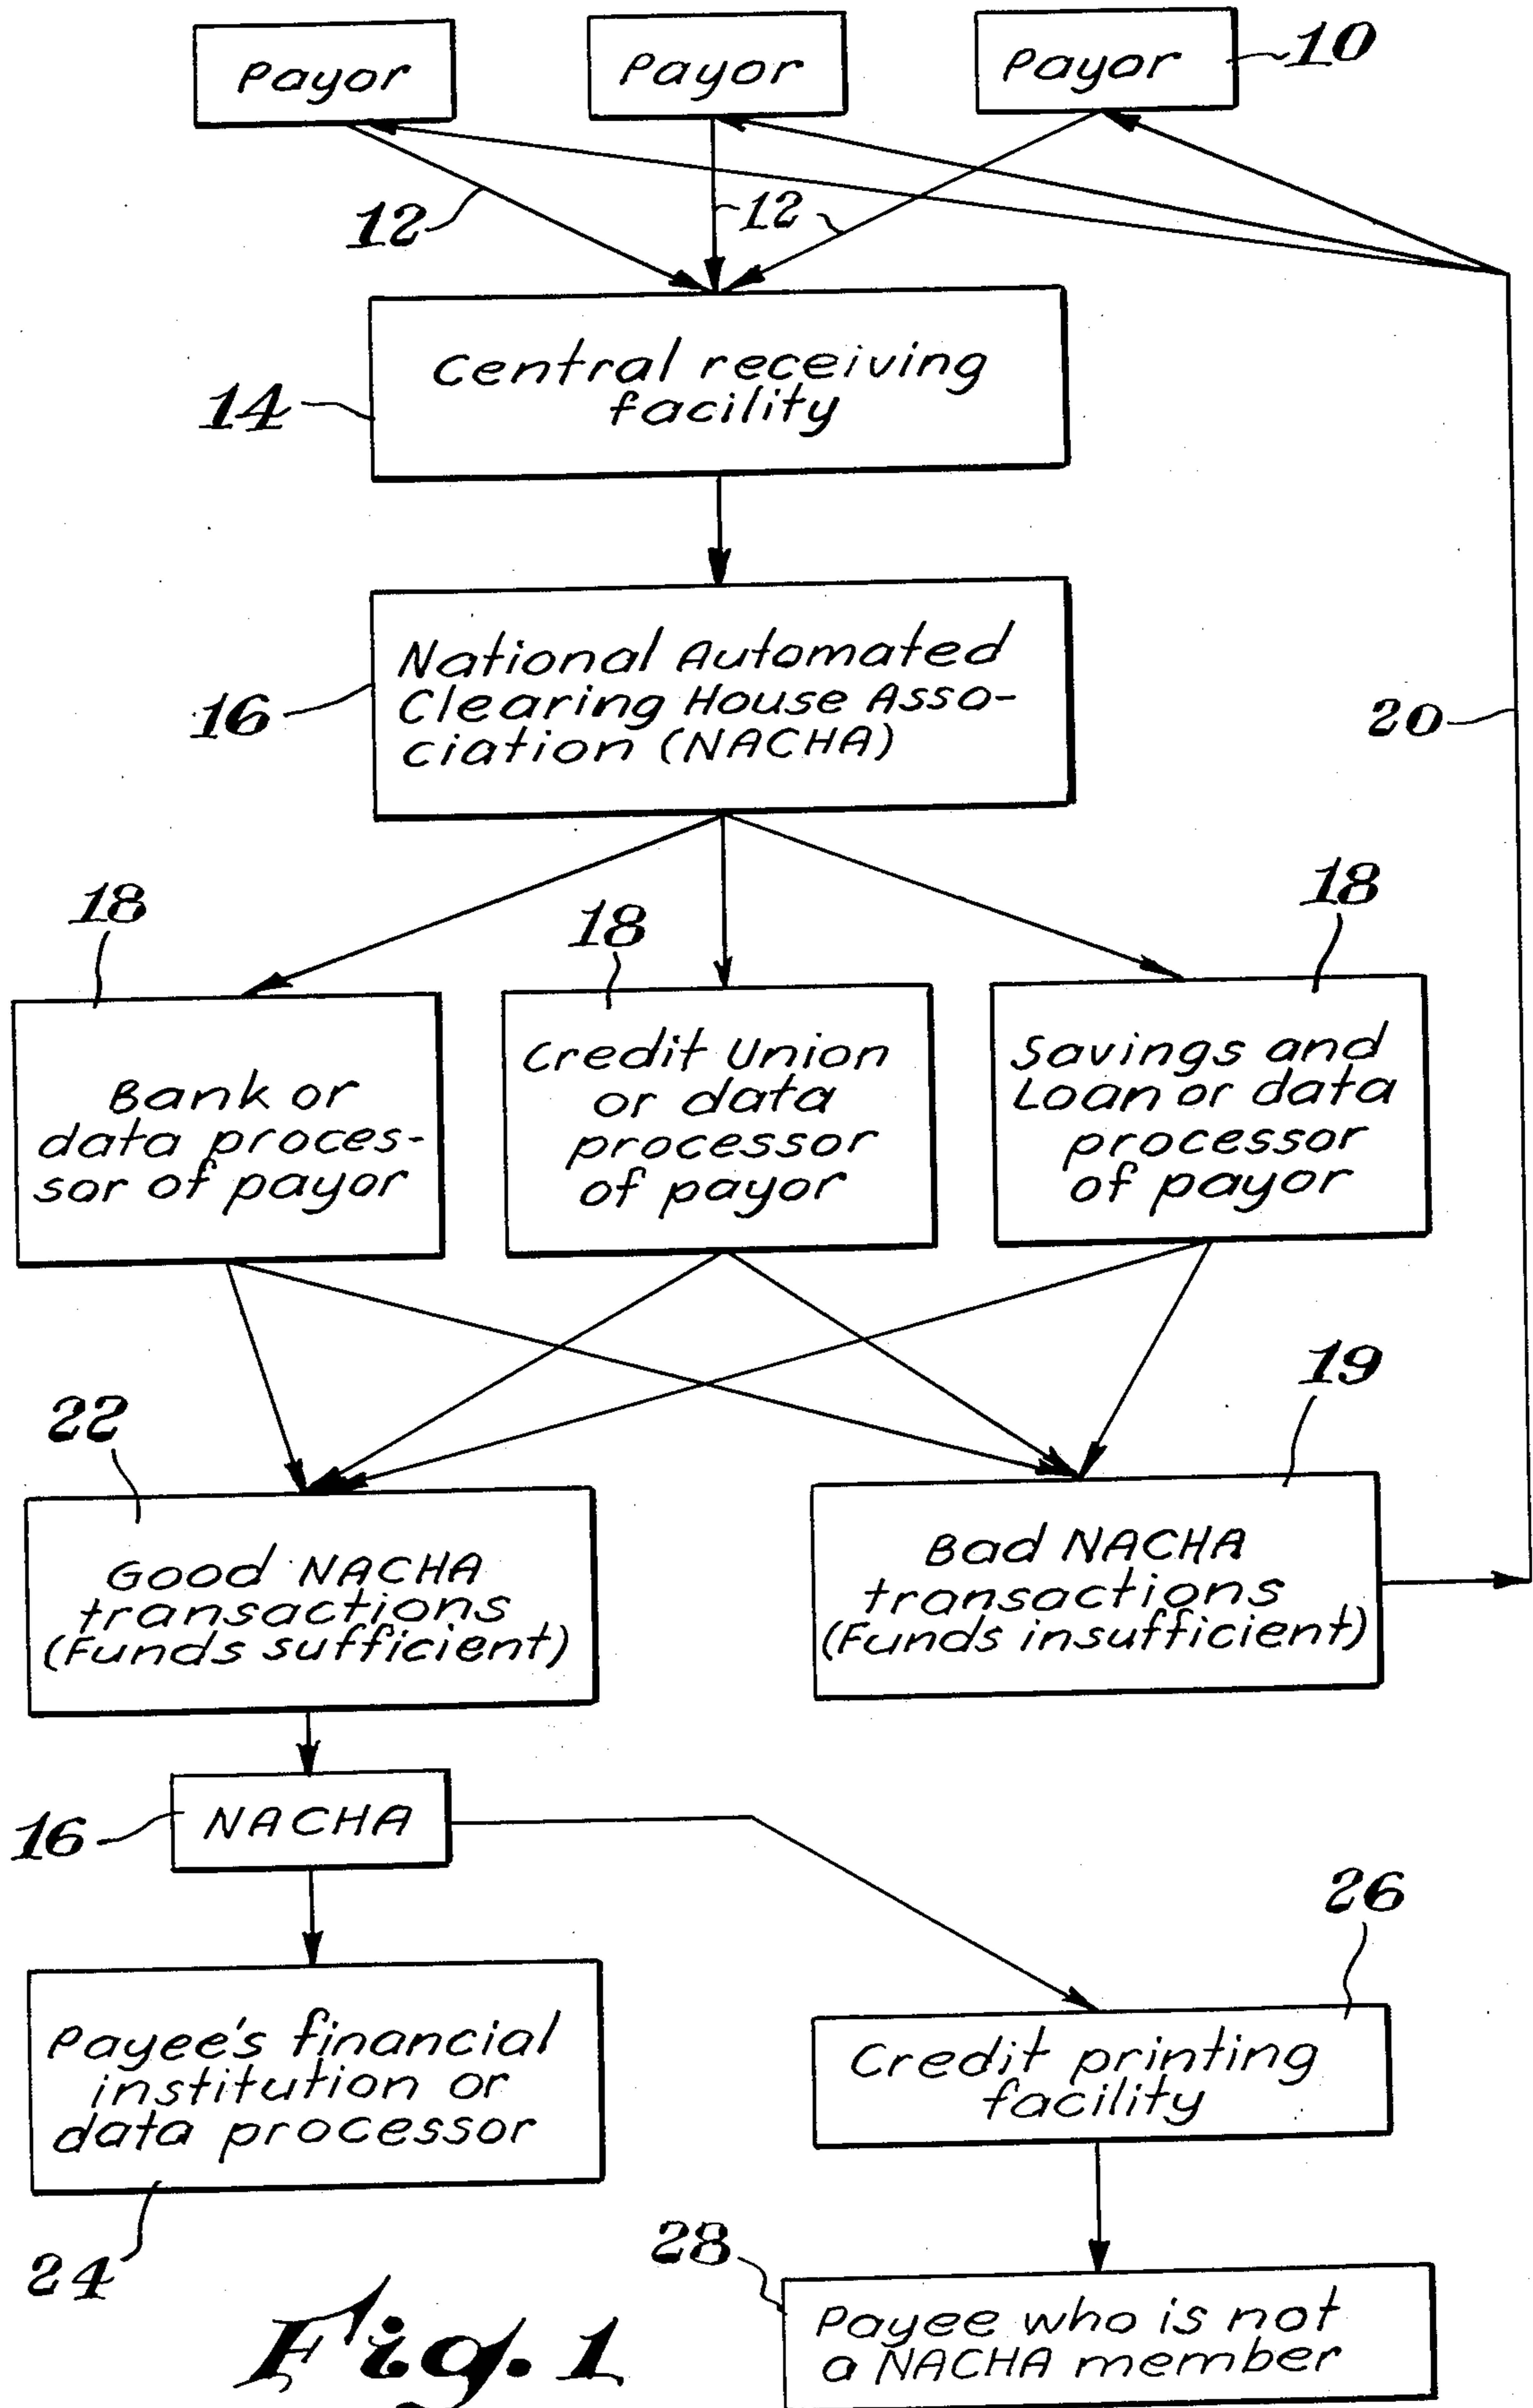 Payor
Payor
Payor
10
12
12
14
Central receiving
facility
16
National Automated
Clearing House Asso-
ciation (NACHA)
20
18
18
18
Bank or
data proces-
sor of payor
Credit Union
or data
processor
of payor
Savings and
Loan or data
processor
of payor
22
19
Good NACHA
transactions
(Funds sufficient)
Bad NACHA
transactions
(Funds insufficient)
16
NACHA
26
Payee's financial
institution or
data processor
Credit printing
facility
24
28
Payee who is not
a NACHA member
Fig. 1